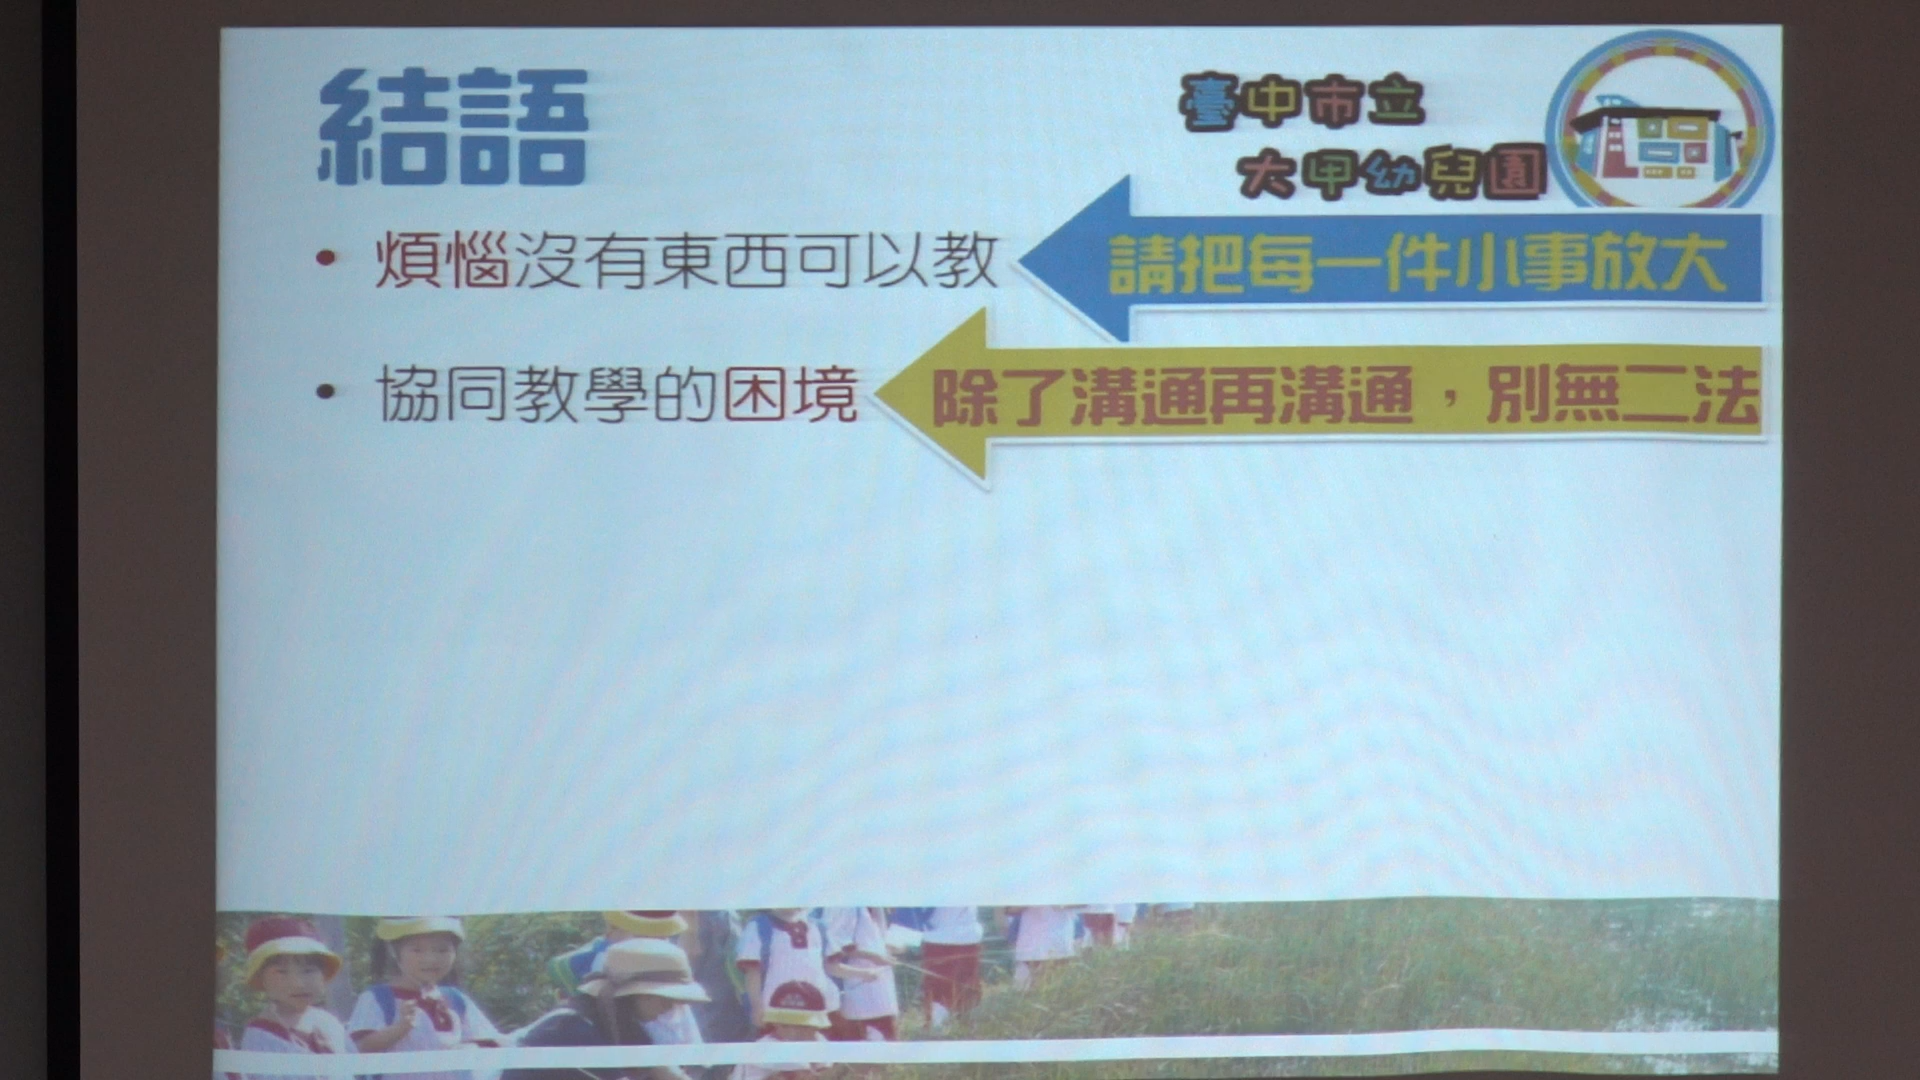 結語
臺中市立
大甲幼兒園
• 煩惱沒有東西可以教
請把每一件小事放大
• 協同教學的困境
除了溝通再溝通，別無二法